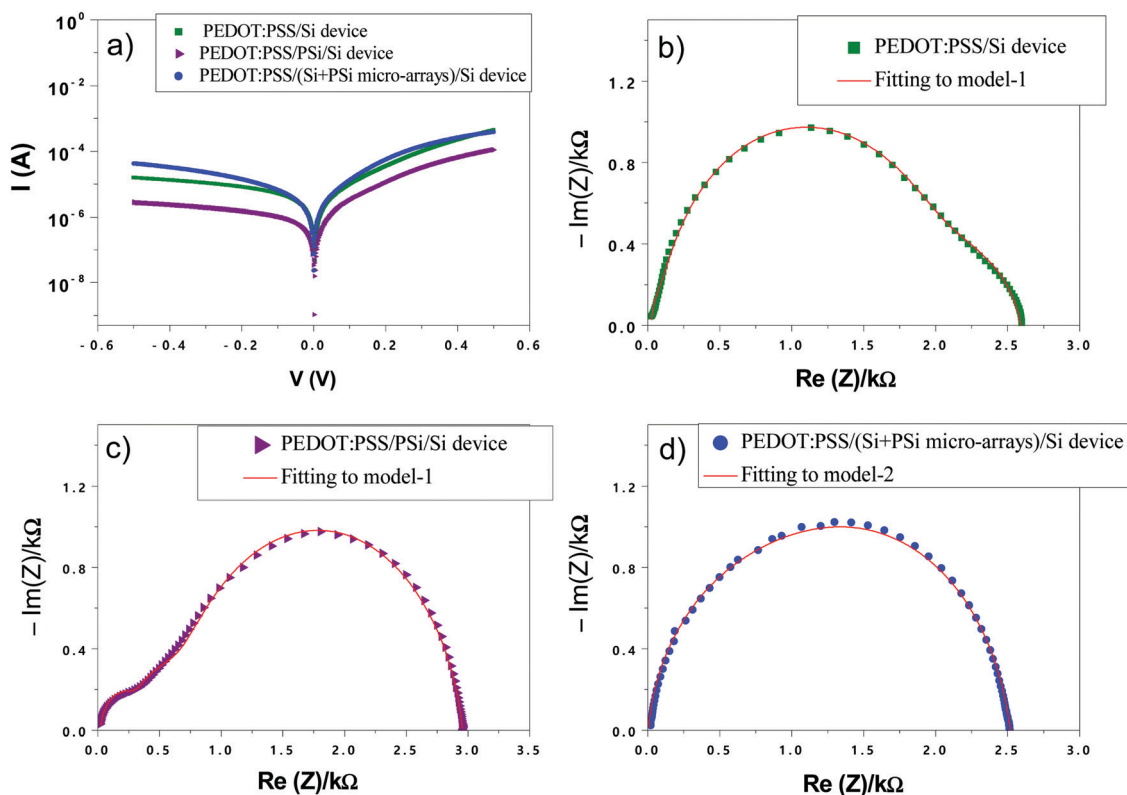 a)
PEDOT:PSS/Si device
PEDOT:PSS/PSi/Si device
PEDOT:PSS/(Si+PSi micro-arrays)/Si device
I (A)
10^0
10^-2
10^-4
10^-6
10^-8
-0.6 -0.4 -0.2 0.0 0.2 0.4 0.6
V (V)
b)
PEDOT:PSS/Si device
Fitting to model-1
− Im(Z)/kΩ
1.2
0.8
0.4
0.0
0.0 0.5 1.0 1.5 2.0 2.5 3.0
Re (Z)/kΩ
c)
PEDOT:PSS/PSi/Si device
Fitting to model-1
− Im(Z)/kΩ
1.2
0.8
0.4
0.0
0.0 0.5 1.0 1.5 2.0 2.5 3.0 3.5
Re (Z)/kΩ
d)
PEDOT:PSS/(Si+PSi micro-arrays)/Si device
Fitting to model-2
− Im(Z)/kΩ
1.2
0.8
0.4
0.0
0.0 0.5 1.0 1.5 2.0 2.5 3.0
Re (Z)/kΩ